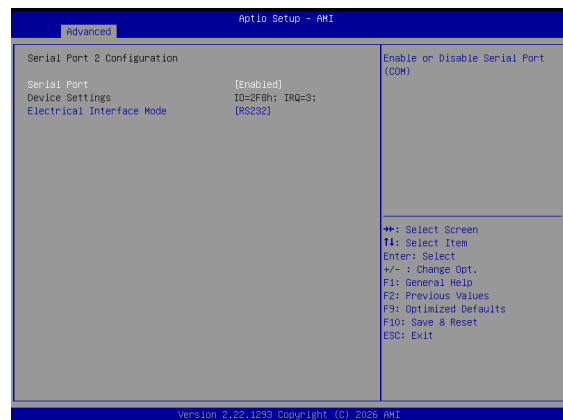 Aptio Setup - AMI
Advanced
Serial Port 2 Configuration
Serial Port [Enabled]
Device Settings IO=2F8h; IRQ=3;
Electrical Interface Mode [RS232]
Enable or Disable Serial Port
(COM)
→←: Select Screen
↑↓: Select Item
Enter: Select
+/- : Change Opt.
F1: General Help
F2: Previous Values
F9: Optimized Defaults
F10: Save & Reset
ESC: Exit
Version 2.22.1293 Copyright (C) 2026 AMI